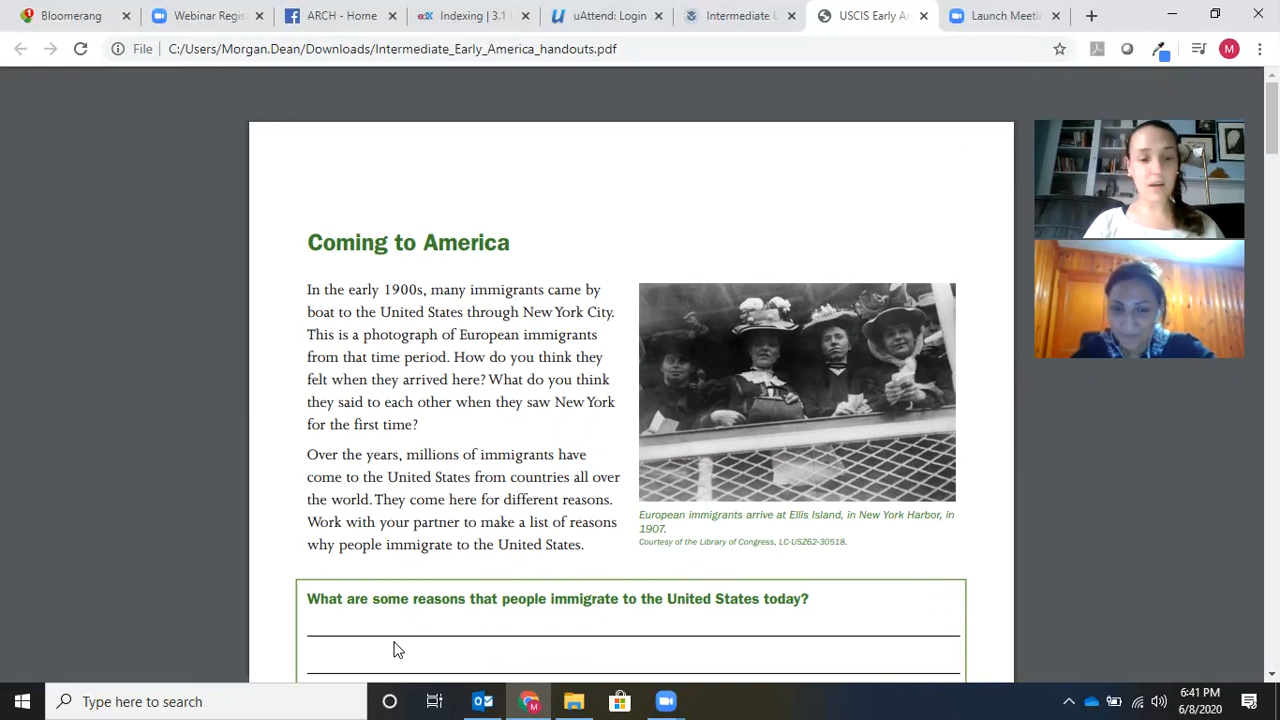 Bloomerang
Webinar Regis
ARCH - Home
Indexing | 3.1
uAttend: Login
Intermediate L
USCIS Early A
Launch Meeti
File
C:/Users/Morgan.Dean/Downloads/Intermediate_Early_America_handouts.pdf
M
Coming to America
In the early 1900s, many immigrants came by
boat to the United States through New York City.
This is a photograph of European immigrants
from that time period. How do you think they
felt when they arrived here? What do you think
they said to each other when they saw New York
for the first time?
Over the years, millions of immigrants have
come to the United States from countries all over
the world. They come here for different reasons.
Work with your partner to make a list of reasons
why people immigrate to the United States.
European immigrants arrive at Ellis Island, in New York Harbor, in
1907.
Courtesy of the Library of Congress, LC-USZ62-30518.
What are some reasons that people immigrate to the United States today?
Type here to search
6:41 PM
6/8/2020